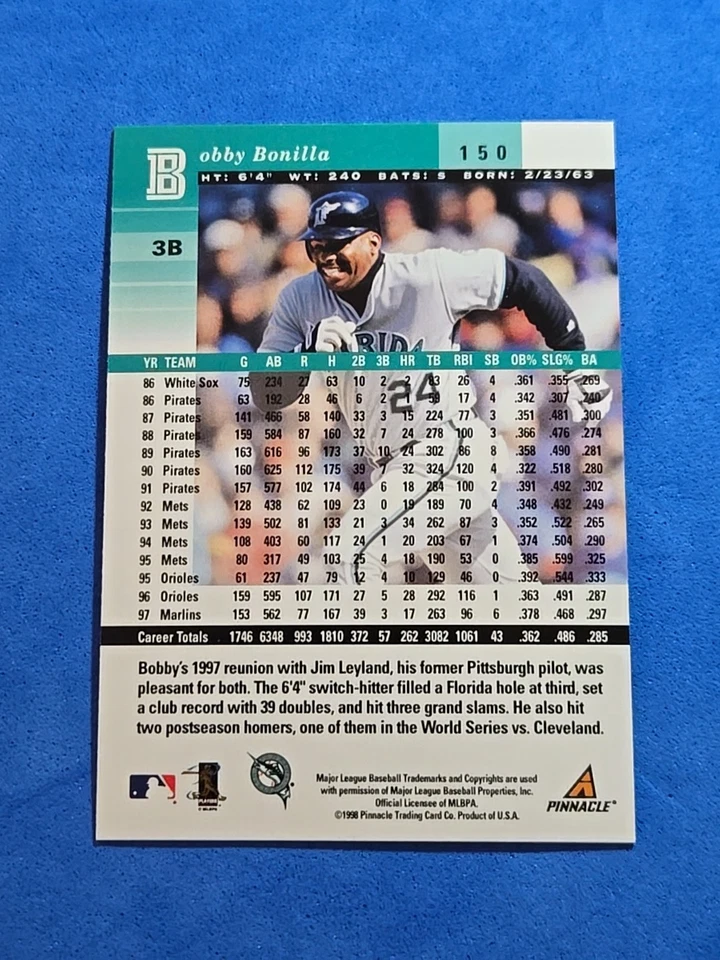 Bobby Bonilla 150
HT: 6'4" WT: 240 BATS: S BORN: 2/23/63
3B
F
FLORIDA
24
YR TEAM G AB R H 2B 3B HR TB RBI SB OB% SLG% BA
86 White Sox 75 234 27 63 10 2 2 83 26 4 .361 .355 .269
86 Pirates 63 192 28 46 6 2 59 17 4 .342 .307 .240
87 Pirates 141 466 58 140 33 3 15 224 77 3 .351 .481 .300
88 Pirates 159 584 87 160 32 7 24 278 100 3 .366 .476 .274
89 Pirates 163 616 96 173 37 10 24 302 86 8 .358 .490 .281
90 Pirates 160 625 112 175 39 7 32 324 120 4 .322 .518 .280
91 Pirates 157 577 102 174 44 6 18 284 100 2 .391 .492 .302
92 Mets 128 438 62 109 23 0 19 189 70 4 .348 .432 .249
93 Mets 139 502 81 133 21 3 34 262 87 3 .352 .522 .265
94 Mets 108 403 60 117 24 1 20 203 67 1 .374 .504 .290
95 Mets 80 317 49 103 25 4 18 190 53 0 .385 .599 .325
95 Orioles 61 237 47 79 12 4 10 129 46 0 .392 .544 .333
96 Orioles 159 595 107 171 27 5 28 292 116 1 .363 .491 .287
97 Marlins 153 562 77 167 39 3 17 263 96 6 .378 .468 .297
Career Totals 1746 6348 993 1810 372 57 262 3082 1061 43 .362 .486 .285
Bobby's 1997 reunion with Jim Leyland, his former Pittsburgh pilot, was
pleasant for both. The 6'4" switch-hitter filled a Florida hole at third, set
a club record with 39 doubles, and hit three grand slams. He also hit
two postseason homers, one of them in the World Series vs. Cleveland.
Major League Baseball Trademarks and Copyrights are used
with permission of Major League Baseball Properties, Inc.
Official Licensee of MLBPA.
©1998 Pinnacle Trading Card Co. Product of U.S.A.
PINNACLE